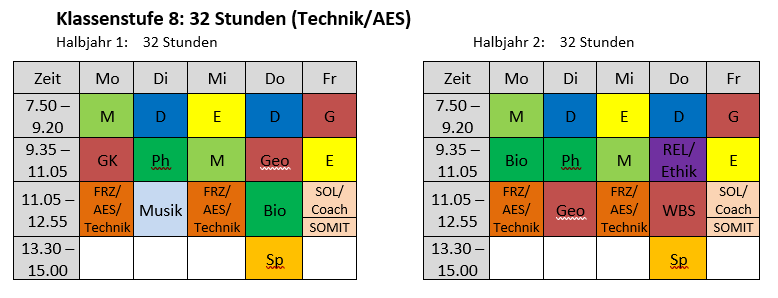 Klassenstufe 8: 32 Stunden (Technik/AES)
Halbjahr 1: 32 Stunden
Zeit Mo Di Mi Do Fr
7.50 – 9.20 M D E D G
9.35 – 11.05 GK Ph M Geo E
11.05 – 12.55 FRZ/ AES/ Technik Musik FRZ/ AES/ Technik Bio SOL/ Coach SOMIT
13.30 – 15.00 Sp
Halbjahr 2: 32 Stunden
Zeit Mo Di Mi Do Fr
7.50 – 9.20 M D E D G
9.35 – 11.05 Bio Ph M REL/ Ethik E
11.05 – 12.55 FRZ/ AES/ Technik Geo FRZ/ AES/ Technik WBS SOL/ Coach SOMIT
13.30 – 15.00 Sp